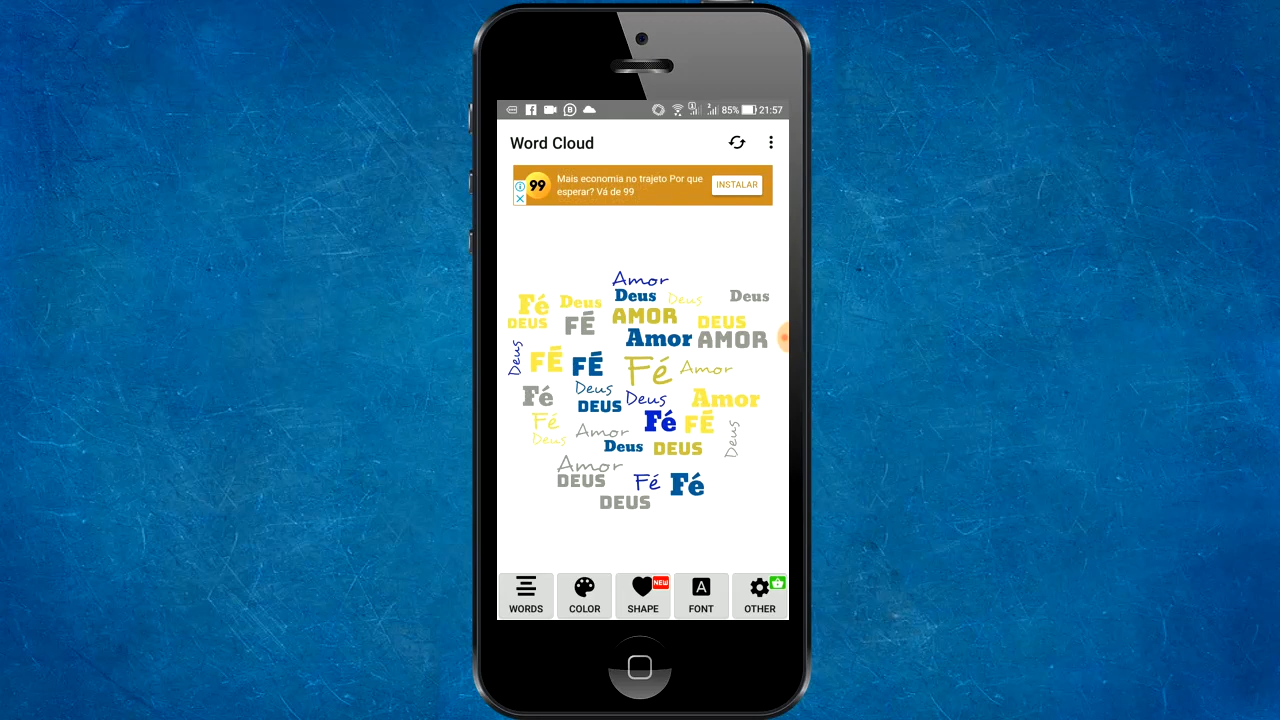 85% 21:57
Word Cloud
99 Mais economia no trajeto Por que esperar? Vá de 99 INSTALAR
Amor
Deus
Deus
Deus
Fé
Deus
DEUS
FÉ
AMOR
DEUS
Amor
AMOR
Deus
FÉ
FÉ
Fé
Amor
Fé
Deus
DEUS
Deus
Amor
Fé
Deus
Amor
Fé
FÉ
Deus
Deus
DEUS
Amor
DEUS
Fé
Fé
DEUS
NEW
WORDS COLOR SHAPE FONT OTHER